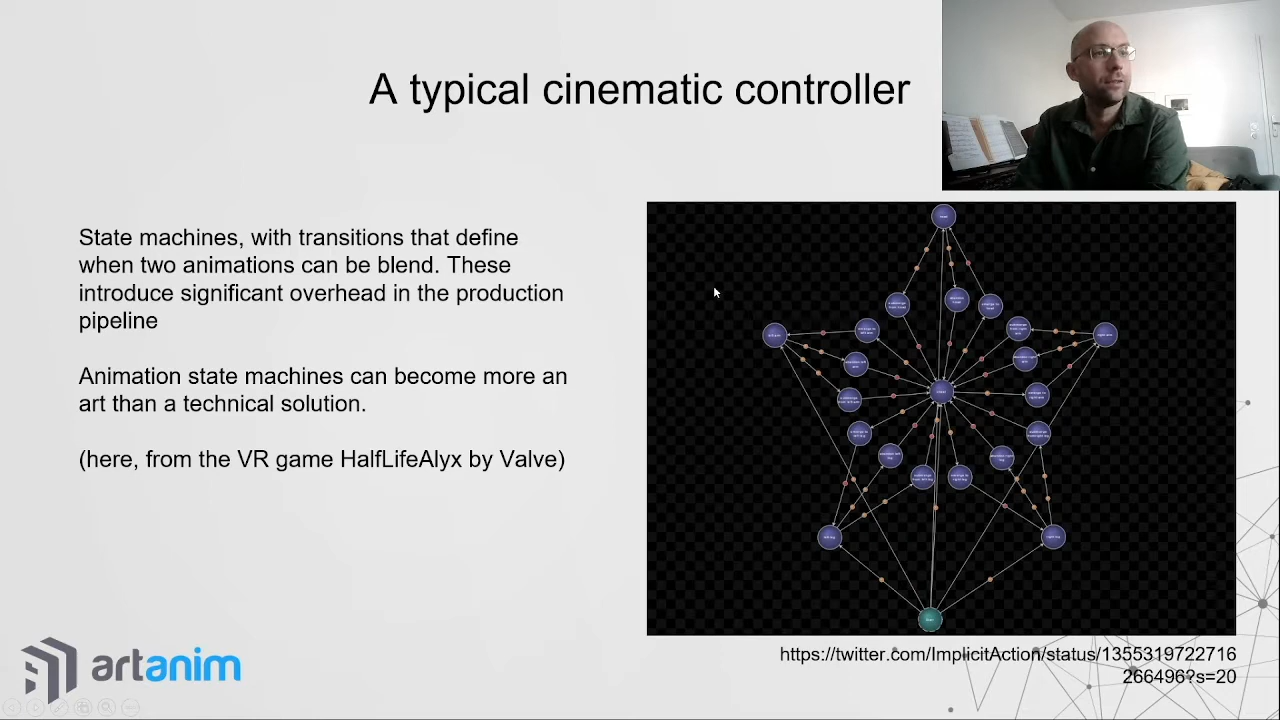 A typical cinematic controller
State machines, with transitions that define
when two animations can be blend. These
introduce significant overhead in the production
pipeline
Animation state machines can become more an
art than a technical solution.
(here, from the VR game HalfLifeAlyx by Valve)
https://twitter.com/ImplicitAction/status/1355319722716
266496?s=20
artanim